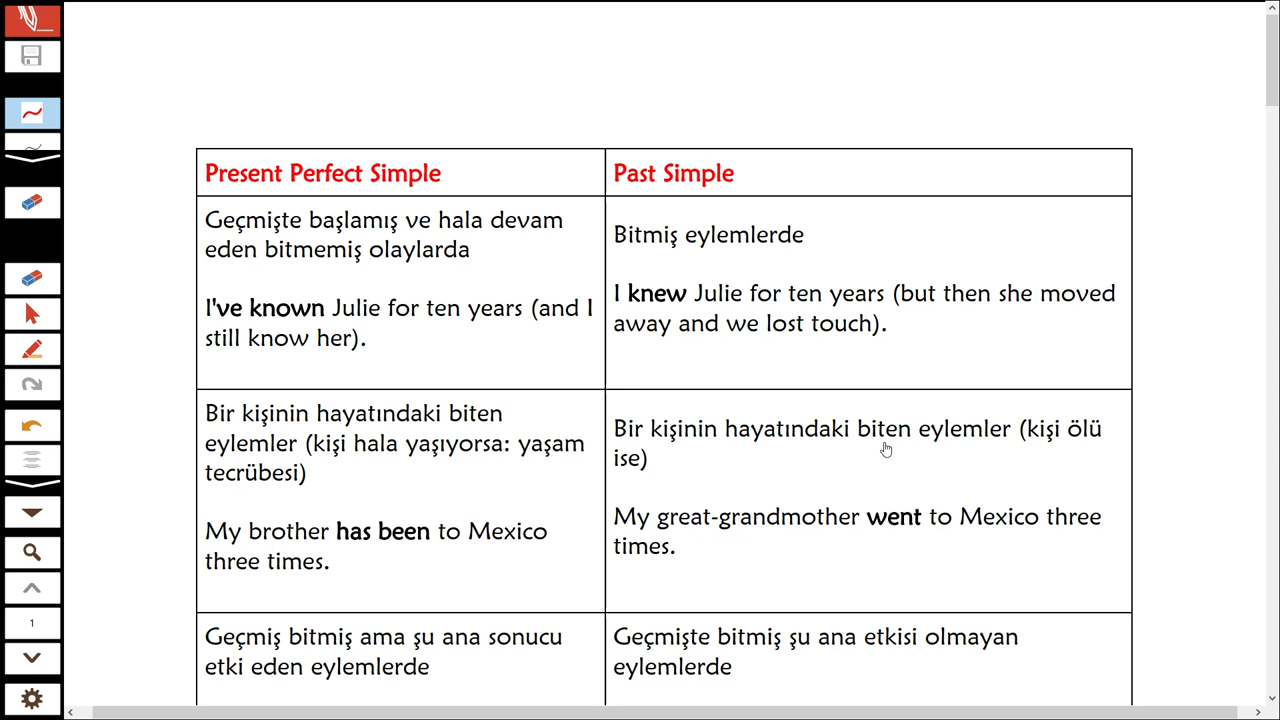 Present Perfect Simple
Past Simple
Geçmişte başlamış ve hala devam
eden bitmemiş olaylarda
I've known Julie for ten years (and I
still know her).
Bitmiş eylemlerde
I knew Julie for ten years (but then she moved
away and we lost touch).
Bir kişinin hayatındaki biten
eylemler (kişi hala yaşıyorsa: yaşam
tecrübesi)
My brother has been to Mexico
three times.
Bir kişinin hayatındaki biten eylemler (kişi ölü
ise)
My great-grandmother went to Mexico three
times.
Geçmiş bitmiş ama şu ana sonucu
etki eden eylemlerde
Geçmişte bitmiş şu ana etkisi olmayan
eylemlerde
1